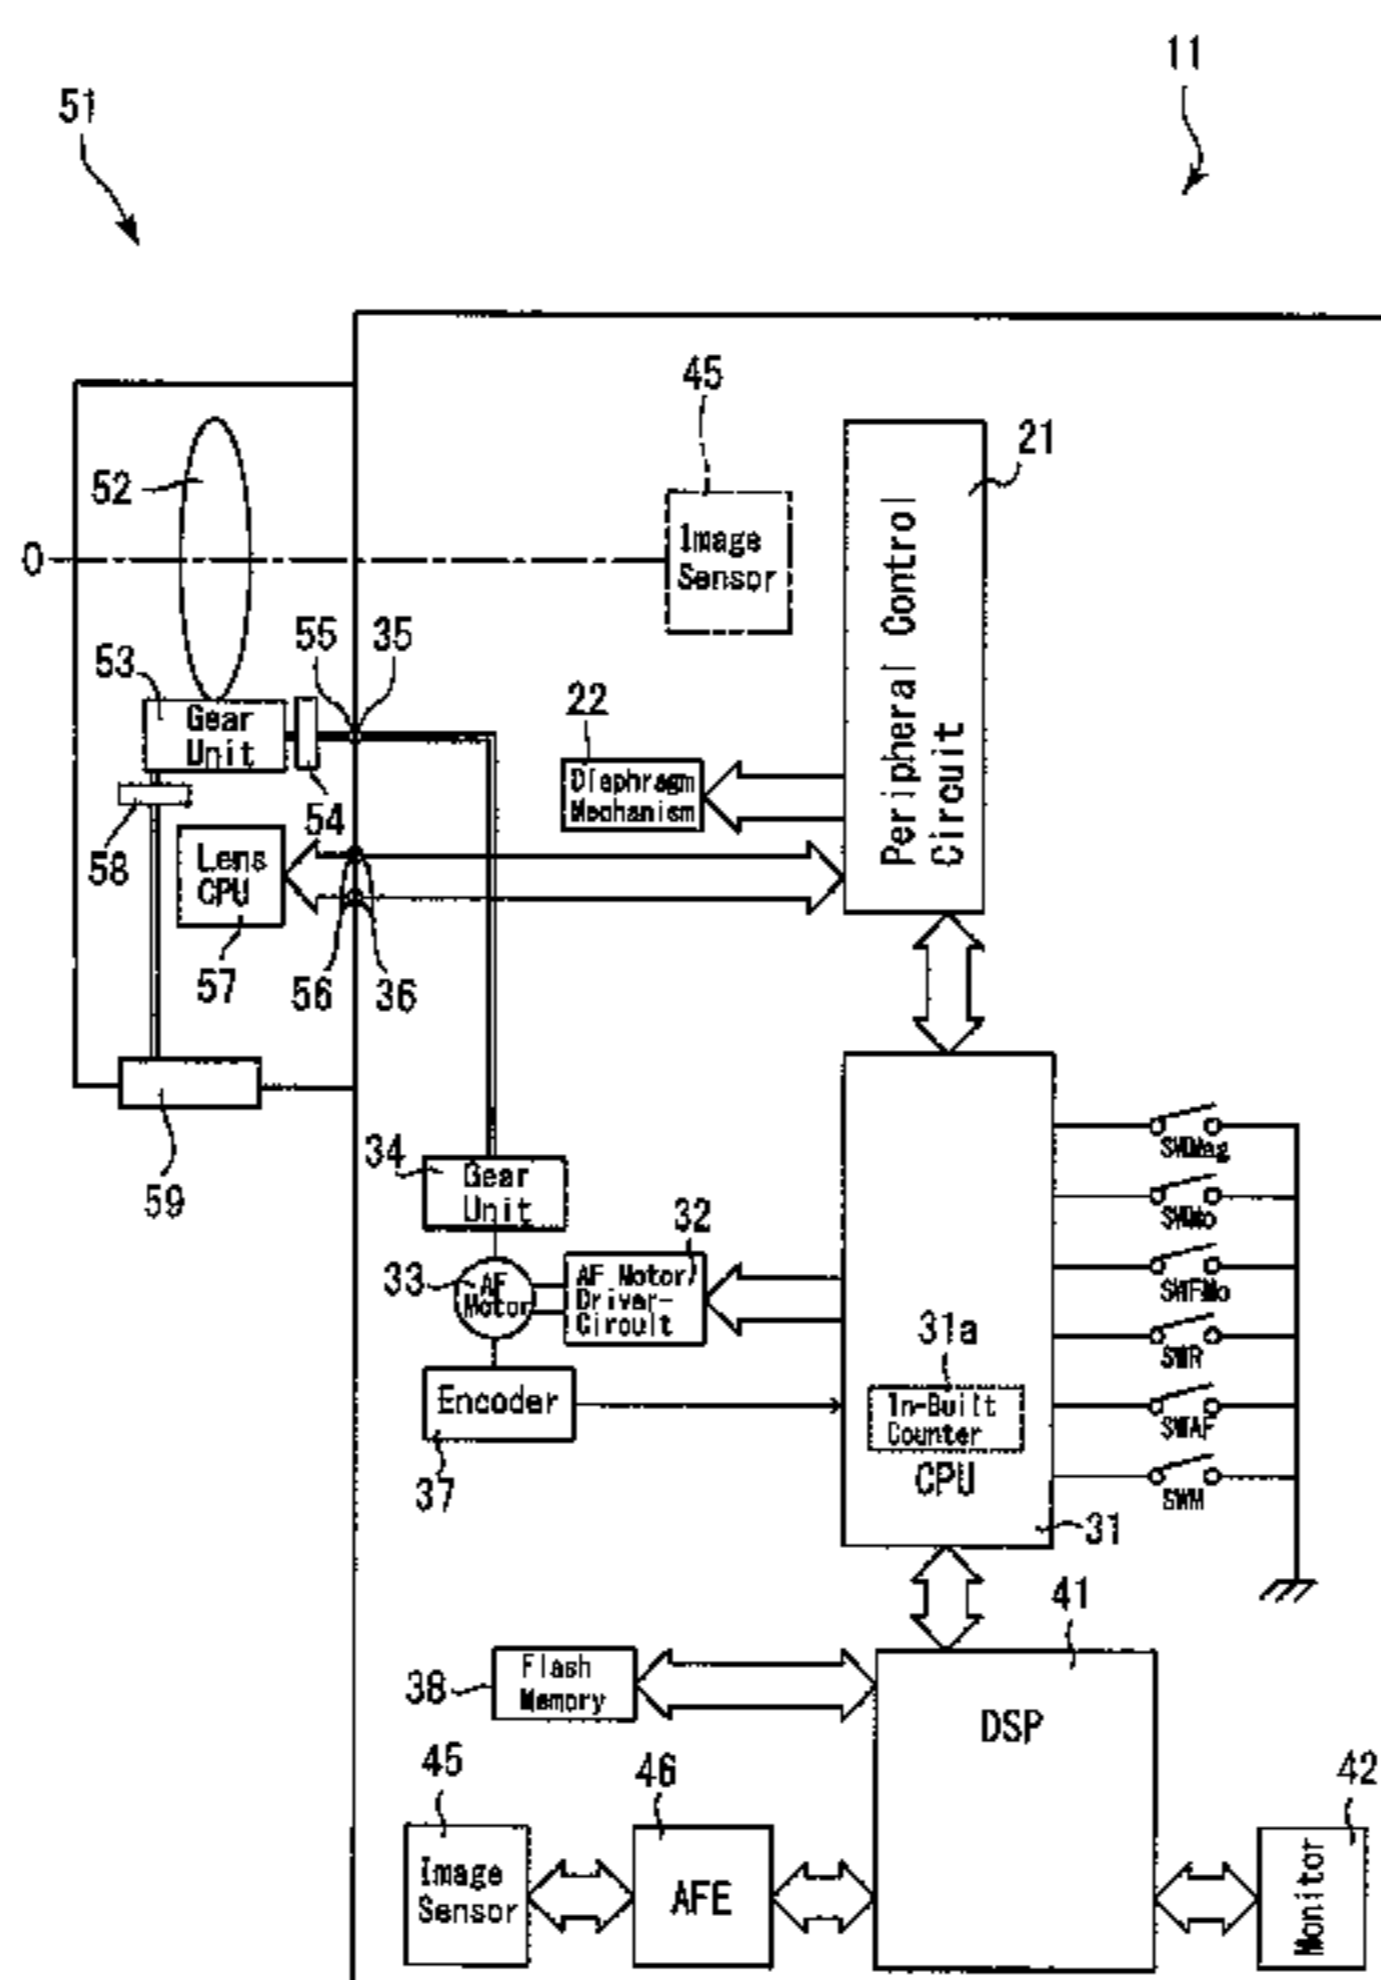 11
51
45
21
52
Image
Sensor
O
Peripheral Control
Circuit
55
35
53
Gear
Unit
22
Diaphragm
Mechanism
54
58
Lens
CPU
57
56
36
59
34
Gear
Unit
SWMag
SWMo
SWFMo
SWR
SWAF
SWM
32
33
AF
Motor
AF Motor
Driver-
Circuit
31a
In-Built
Counter
CPU
Encoder
37
31
41
38
Flash
Memory
DSP
45
46
42
Image
Sensor
AFE
Monitor